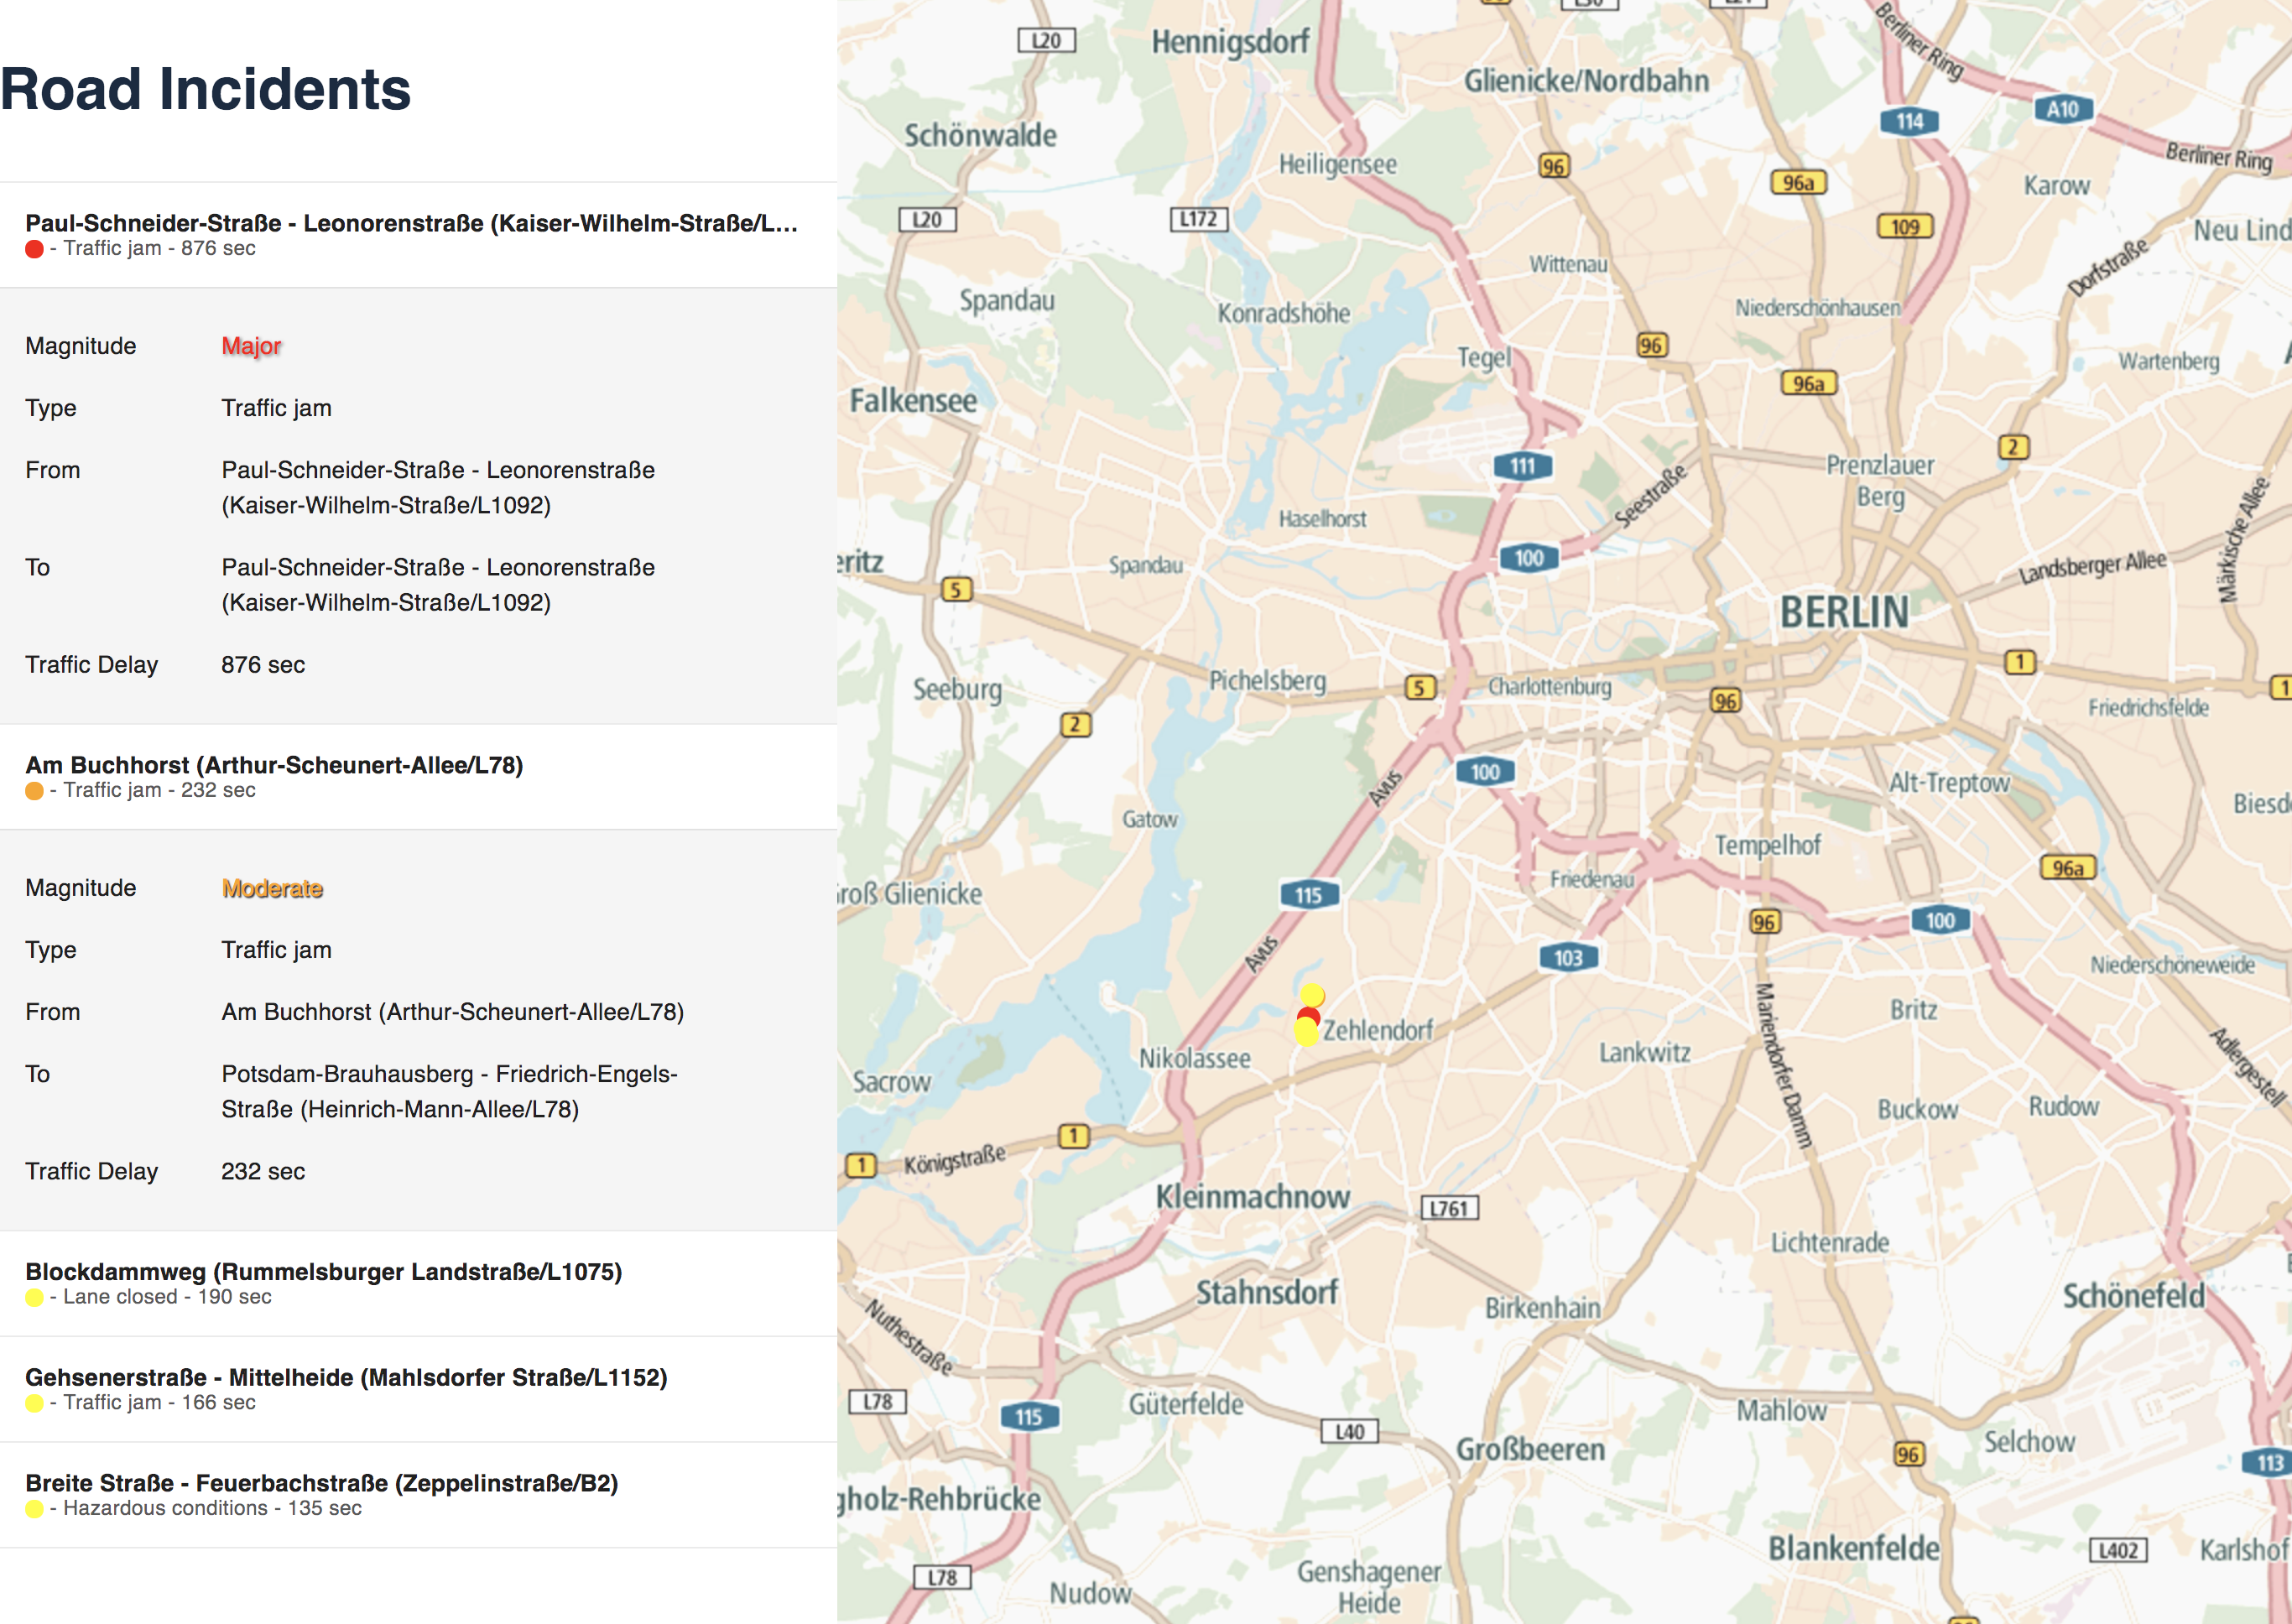 Road Incidents
Paul-Schneider-Straße - Leonorenstraße (Kaiser-Wilhelm-Straße/L...
- Traffic jam - 876 sec
Magnitude Major
Type Traffic jam
From Paul-Schneider-Straße - Leonorenstraße
(Kaiser-Wilhelm-Straße/L1092)
To Paul-Schneider-Straße - Leonorenstraße
(Kaiser-Wilhelm-Straße/L1092)
Traffic Delay 876 sec
Am Buchhorst (Arthur-Scheunert-Allee/L78)
- Traffic jam - 232 sec
Magnitude Moderate
Type Traffic jam
From Am Buchhorst (Arthur-Scheunert-Allee/L78)
To Potsdam-Brauhausberg - Friedrich-Engels-
Straße (Heinrich-Mann-Allee/L78)
Traffic Delay 232 sec
Blockdammweg (Rummelsburger Landstraße/L1075)
- Lane closed - 190 sec
Gehsenerstraße - Mittelheide (Mahlsdorfer Straße/L1152)
- Traffic jam - 166 sec
Breite Straße - Feuerbachstraße (Zeppelinstraße/B2)
- Hazardous conditions - 135 sec
L20
Hennigsdorf
Glienicke/Nordbahn
Berliner Ring
A10
114
Schönwalde
Heiligensee
96
96a
Berliner Ring
Karow
L20
L172
109
Neu Lind
Wittenau
Dorfstraße
Spandau
Konradshöhe
Niederschönhausen
Tegel
96
Wartenberg
96a
Falkensee
2
111
Seestraße
Prenzlauer
Berg
Märkische Allee
Haselhorst
100
eritz
Spandau
Landsberger Allee
5
BERLIN
1
Seeburg
Pichelsberg
5
Charlottenburg
96
1
Friedrichsfelde
2
Avus
100
Alt-Treptow
Biesd
Gatow
Tempelhof
96a
roß Glienicke
115
Friedenau
96
100
Avus
103
Niederschöneweide
Mariendorfer Damm
Britz
Zehlendorf
Nikolassee
Lankwitz
Adlergestell
Sacrow
Buckow
Rudow
1
1
Königstraße
Kleinmachnow
L761
Lichtenrade
Stahnsdorf
Birkenhain
Schönefeld
Nuthestraße
L78
115
Güterfelde
L40
Mahlow
Großbeeren
96
Selchow
113
gholz-Rehbrücke
Blankenfelde
L402
Karlshof
L78
Nudow
Genshagener
Heide